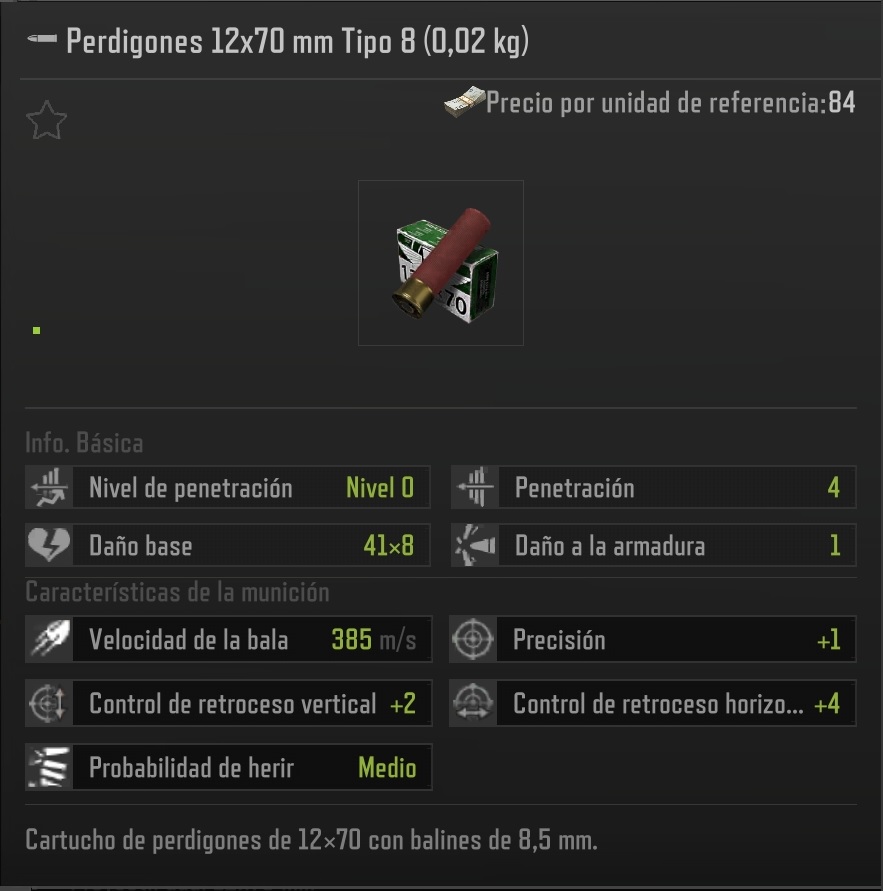 Perdigones 12x70 mm Tipo 8 (0,02 kg)
Precio por unidad de referencia:84
Info. Básica
Nivel de penetración Nivel 0
Penetración 4
Daño base 41×8
Daño a la armadura 1
Características de la munición
Velocidad de la bala 385 m/s
Precisión +1
Control de retroceso vertical +2
Control de retroceso horizo... +4
Probabilidad de herir Medio
Cartucho de perdigones de 12×70 con balines de 8,5 mm.